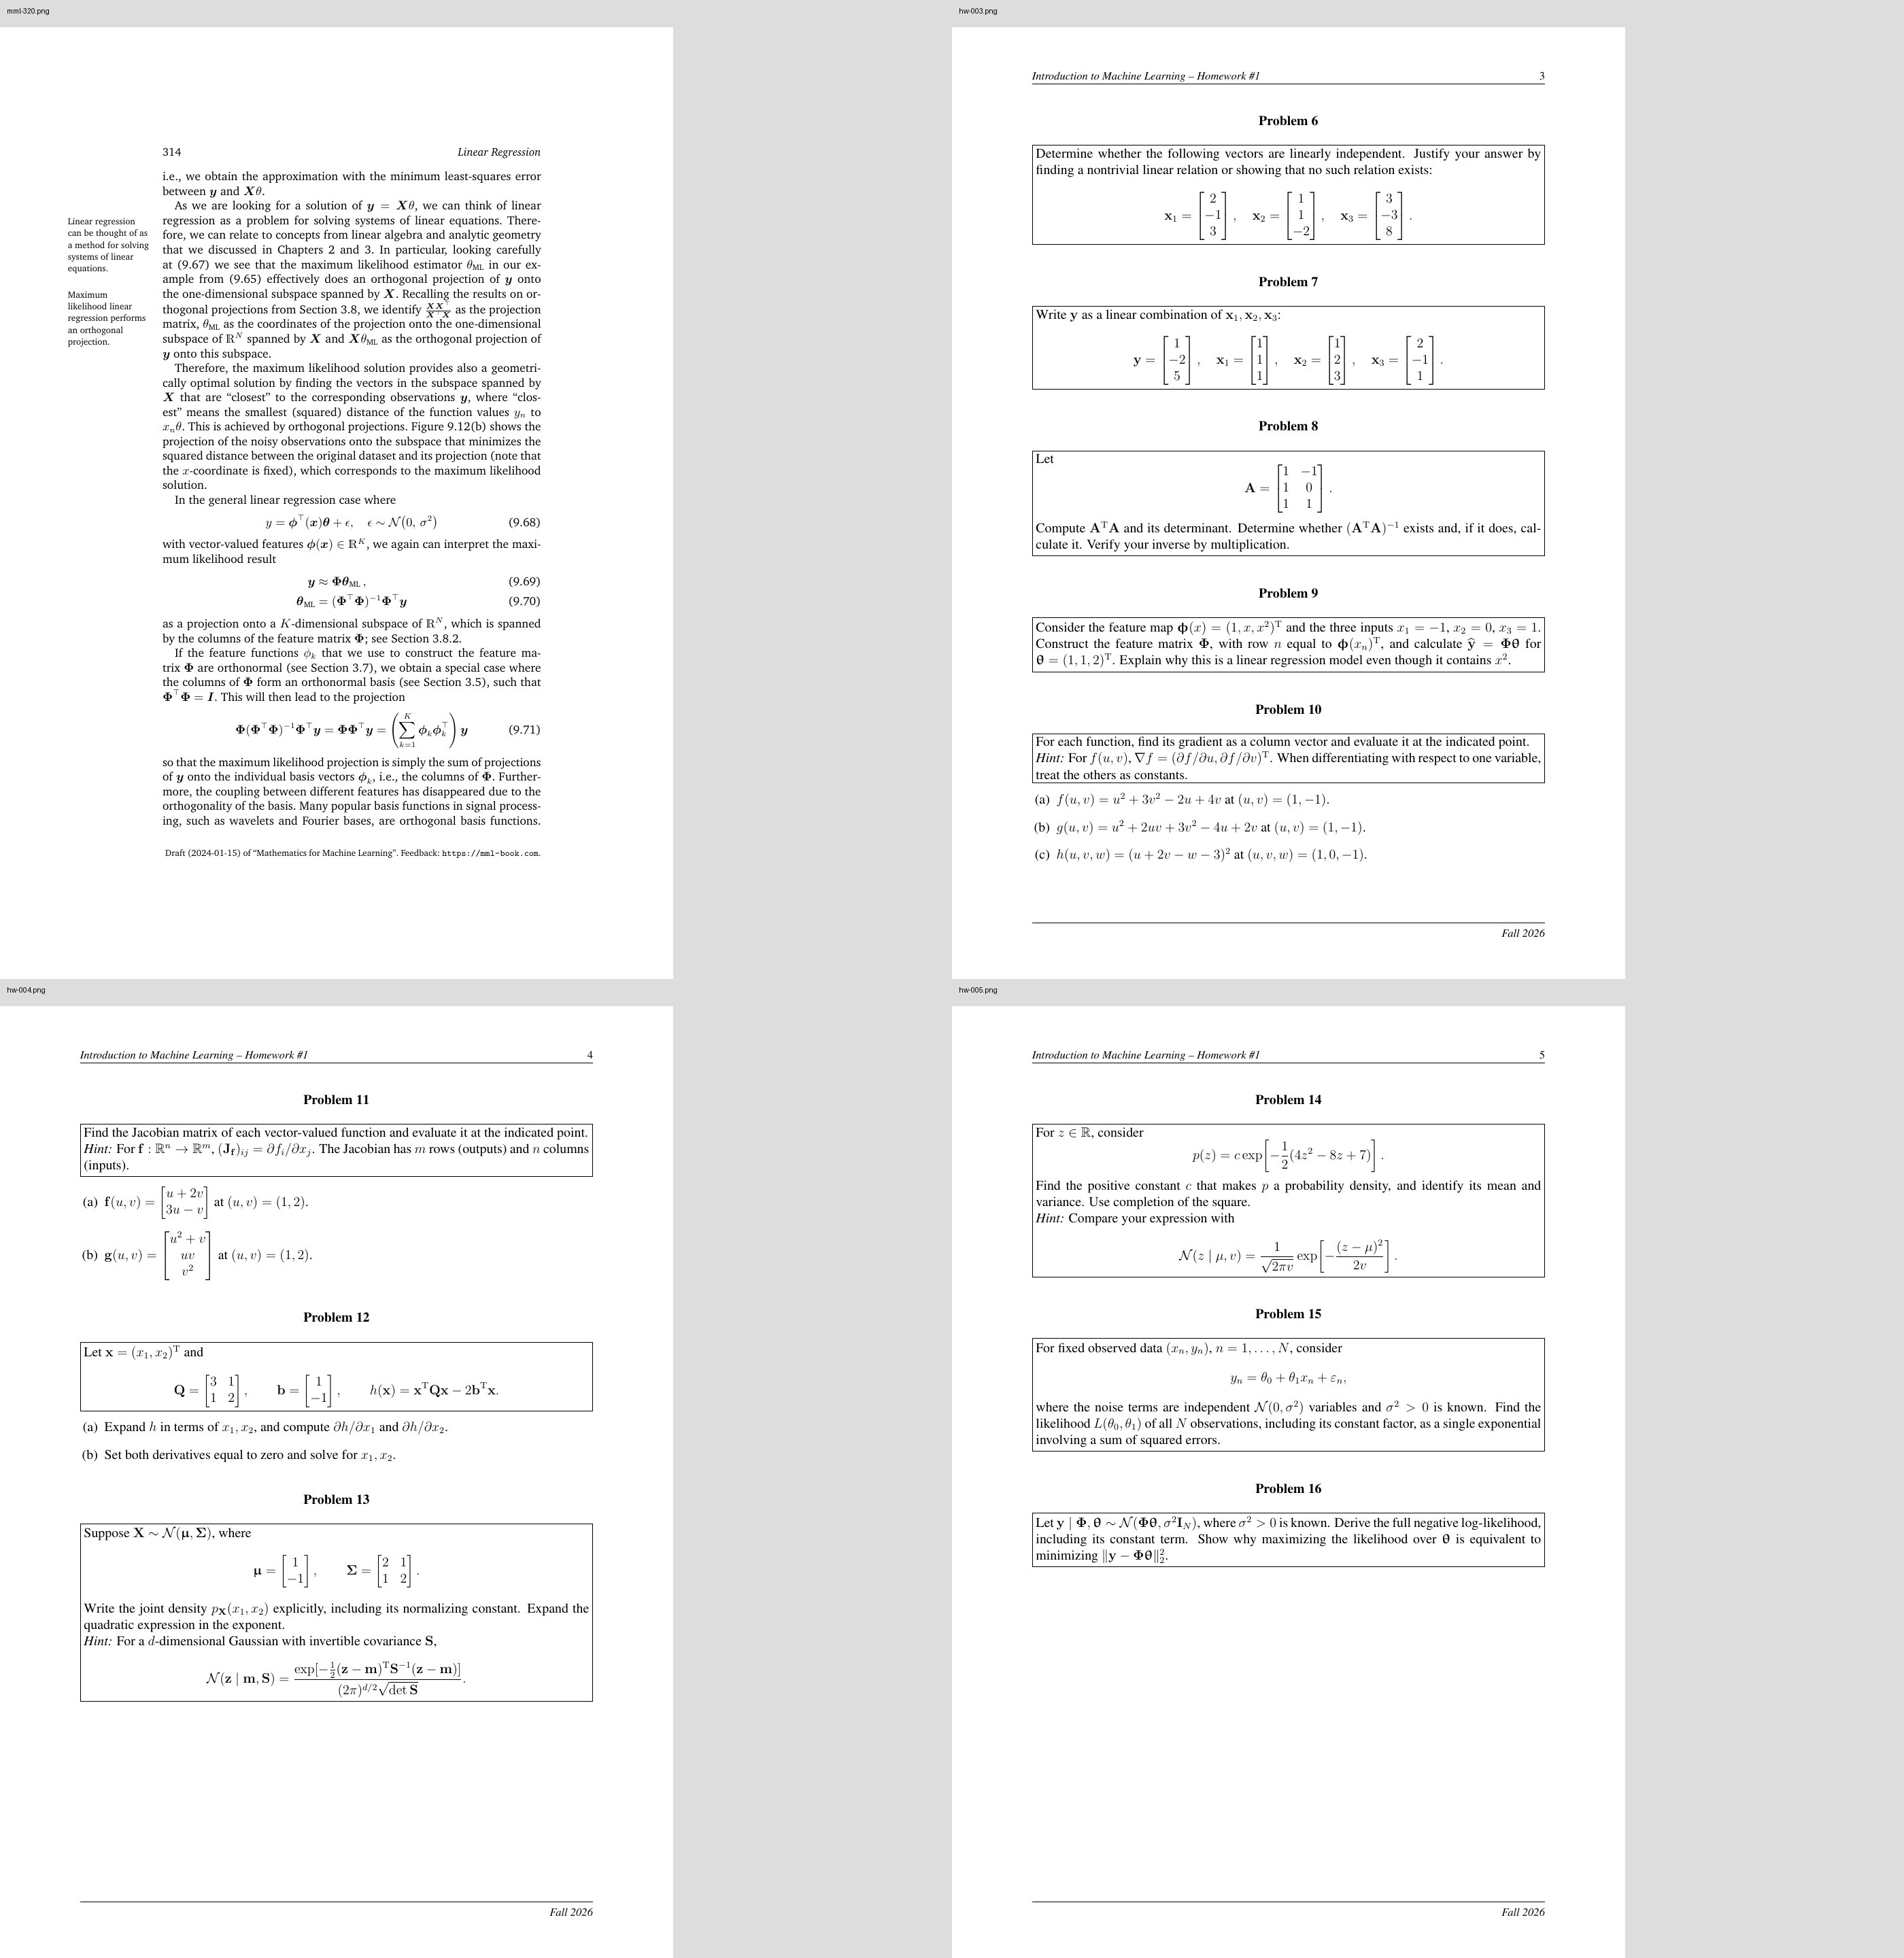 mml-320.png
314 Linear Regression
i.e., we obtain the approximation with the minimum least-squares error
between y and Xθ.
As we are looking for a solution of y = Xθ, we can think of linear
regression as a problem for solving systems of linear equations. There-
fore, we can relate to concepts from linear algebra and analytic geometry
that we discussed in Chapters 2 and 3. In particular, looking carefully
at (9.67) we see that the maximum likelihood estimator θ_ML in our ex-
ample from (9.65) effectively does an orthogonal projection of y onto
the one-dimensional subspace spanned by X. Recalling the results on or-
thogonal projections from Section 3.8, we identify XX^⊤/X^⊤X as the projection
matrix, θ_ML as the coordinates of the projection onto the one-dimensional
subspace of ℝ^N spanned by X and Xθ_ML as the orthogonal projection of
y onto this subspace.
Linear regression
can be thought of as
a method for solving
systems of linear
equations.
Maximum
likelihood linear
regression performs
an orthogonal
projection.
Therefore, the maximum likelihood solution provides also a geometri-
cally optimal solution by finding the vectors in the subspace spanned by
X that are “closest” to the corresponding observations y, where “clos-
est” means the smallest (squared) distance of the function values y_n to
x_nθ. This is achieved by orthogonal projections. Figure 9.12(b) shows the
projection of the noisy observations onto the subspace that minimizes the
squared distance between the original dataset and its projection (note that
the x-coordinate is fixed), which corresponds to the maximum likelihood
solution.
In the general linear regression case where
y = ϕ^⊤(x)θ + ϵ, ϵ ∼ N(0, σ²) (9.68)
with vector-valued features ϕ(x) ∈ ℝ^K, we again can interpret the maxi-
mum likelihood result
y ≈ Φθ_ML , (9.69)
θ_ML = (Φ^⊤Φ)^−1Φ^⊤y (9.70)
as a projection onto a K-dimensional subspace of ℝ^N, which is spanned
by the columns of the feature matrix Φ; see Section 3.8.2.
If the feature functions ϕ_k that we use to construct the feature ma-
trix Φ are orthonormal (see Section 3.7), we obtain a special case where
the columns of Φ form an orthonormal basis (see Section 3.5), such that
Φ^⊤Φ = I. This will then lead to the projection
Φ(Φ^⊤Φ)^−1Φ^⊤y = ΦΦ^⊤y = (∑_{k=1}^K ϕ_kϕ_k^⊤) y (9.71)
so that the maximum likelihood projection is simply the sum of projections
of y onto the individual basis vectors ϕ_k, i.e., the columns of Φ. Further-
more, the coupling between different features has disappeared due to the
orthogonality of the basis. Many popular basis functions in signal process-
ing, such as wavelets and Fourier bases, are orthogonal basis functions.
Draft (2024-01-15) of “Mathematics for Machine Learning”. Feedback: https://mml-book.com.
hw-003.png
Introduction to Machine Learning – Homework #1 3
Problem 6
Determine whether the following vectors are linearly independent. Justify your answer by
finding a nontrivial linear relation or showing that no such relation exists:
x₁ = [2; −1; 3], x₂ = [1; 1; −2], x₃ = [3; −3; 8].
Problem 7
Write y as a linear combination of x₁, x₂, x₃:
y = [1; −2; 5], x₁ = [1; 1; 1], x₂ = [1; 2; 3], x₃ = [2; −1; 1].
Problem 8
Let
A = [1 −1; 1 0; 1 1].
Compute A^TA and its determinant. Determine whether (A^TA)^−1 exists and, if it does, cal-
culate it. Verify your inverse by multiplication.
Problem 9
Consider the feature map ϕ(x) = (1, x, x²)^T and the three inputs x₁ = −1, x₂ = 0, x₃ = 1.
Construct the feature matrix Φ, with row n equal to ϕ(x_n)^T, and calculate ŷ = Φθ for
θ = (1, 1, 2)^T. Explain why this is a linear regression model even though it contains x².
Problem 10
For each function, find its gradient as a column vector and evaluate it at the indicated point.
Hint: For f(u, v), ∇f = (∂f/∂u, ∂f/∂v)^T. When differentiating with respect to one variable,
treat the others as constants.
(a) f(u, v) = u² + 3v² − 2u + 4v at (u, v) = (1, −1).
(b) g(u, v) = u² + 2uv + 3v² − 4u + 2v at (u, v) = (1, −1).
(c) h(u, v, w) = (u + 2v − w − 3)² at (u, v, w) = (1, 0, −1).
Fall 2026
hw-004.png
Introduction to Machine Learning – Homework #1 4
Problem 11
Find the Jacobian matrix of each vector-valued function and evaluate it at the indicated point.
Hint: For f : ℝ^n → ℝ^m, (J_f)_ij = ∂f_i/∂x_j. The Jacobian has m rows (outputs) and n columns
(inputs).
(a) f(u, v) = [u + 2v; 3u − v] at (u, v) = (1, 2).
(b) g(u, v) = [u² + v; uv; v²] at (u, v) = (1, 2).
Problem 12
Let x = (x₁, x₂)^T and
Q = [3 1; 1 2], b = [1; −1], h(x) = x^TQx − 2b^Tx.
(a) Expand h in terms of x₁, x₂, and compute ∂h/∂x₁ and ∂h/∂x₂.
(b) Set both derivatives equal to zero and solve for x₁, x₂.
Problem 13
Suppose X ∼ N(μ, Σ), where
μ = [1; −1], Σ = [2 1; 1 2].
Write the joint density p_X(x₁, x₂) explicitly, including its normalizing constant. Expand the
quadratic expression in the exponent.
Hint: For a d-dimensional Gaussian with invertible covariance S,
N(z | m, S) = exp[−½(z − m)^TS^−1(z − m)] / ((2π)^{d/2}√det S).
Fall 2026
hw-005.png
Introduction to Machine Learning – Homework #1 5
Problem 14
For z ∈ ℝ, consider
p(z) = c exp[−½(4z² − 8z + 7)].
Find the positive constant c that makes p a probability density, and identify its mean and
variance. Use completion of the square.
Hint: Compare your expression with
N(z | μ, v) = 1/√(2πv) exp[−(z − μ)²/2v].
Problem 15
For fixed observed data (x_n, y_n), n = 1, . . . , N, consider
y_n = θ₀ + θ₁x_n + ε_n,
where the noise terms are independent N(0, σ²) variables and σ² > 0 is known. Find the
likelihood L(θ₀, θ₁) of all N observations, including its constant factor, as a single exponential
involving a sum of squared errors.
Problem 16
Let y | Φ, θ ∼ N(Φθ, σ²I_N), where σ² > 0 is known. Derive the full negative log-likelihood,
including its constant term. Show why maximizing the likelihood over θ is equivalent to
minimizing ‖y − Φθ‖₂².
Fall 2026